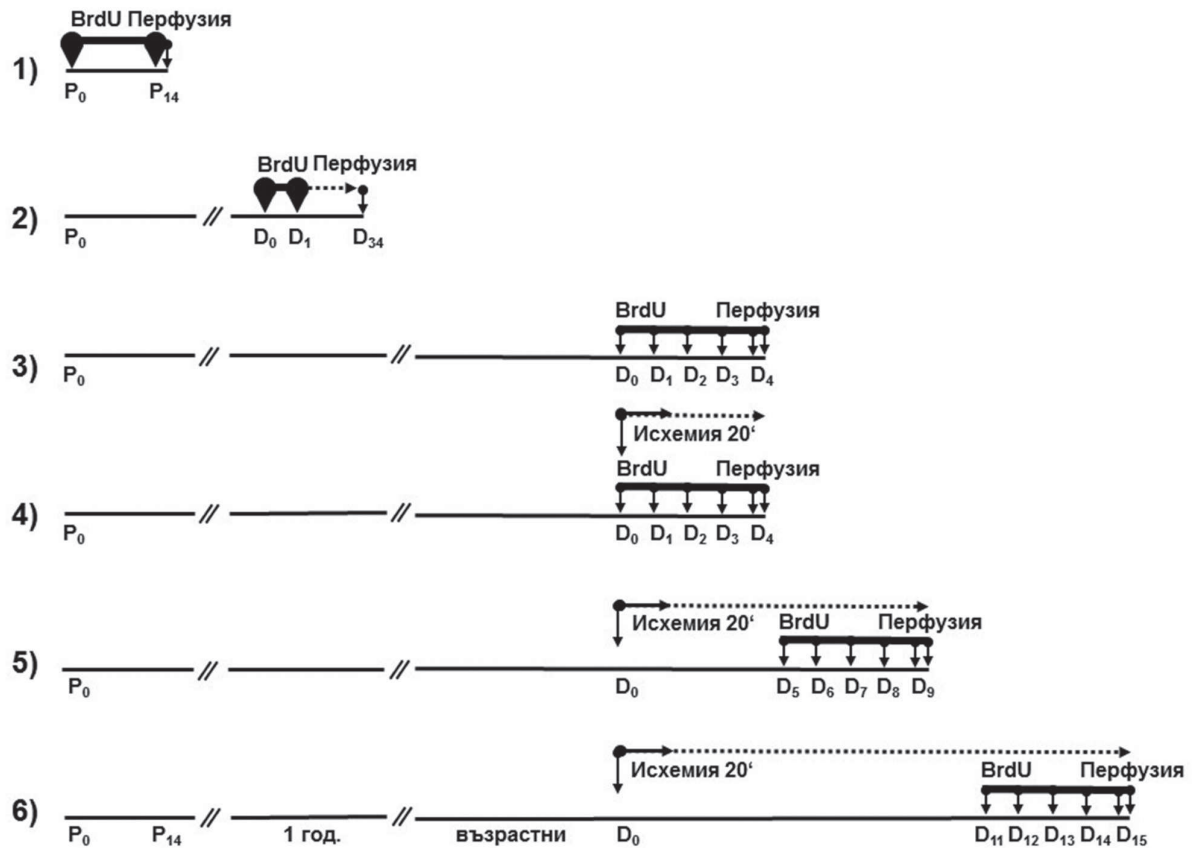 BrdU Перфузия
1)
P₀ P₁₄
BrdU Перфузия
2)
P₀ D₀ D₁ D₃₄
BrdU Перфузия
3)
P₀ D₀ D₁ D₂ D₃ D₄
Исхемия 20‘
BrdU Перфузия
4)
P₀ D₀ D₁ D₂ D₃ D₄
Исхемия 20‘
BrdU Перфузия
5)
P₀ D₀ D₅ D₆ D₇ D₈ D₉
Исхемия 20‘
BrdU Перфузия
6)
P₀ P₁₄ 1 год. възрастни D₀ D₁₁ D₁₂ D₁₃ D₁₄ D₁₅